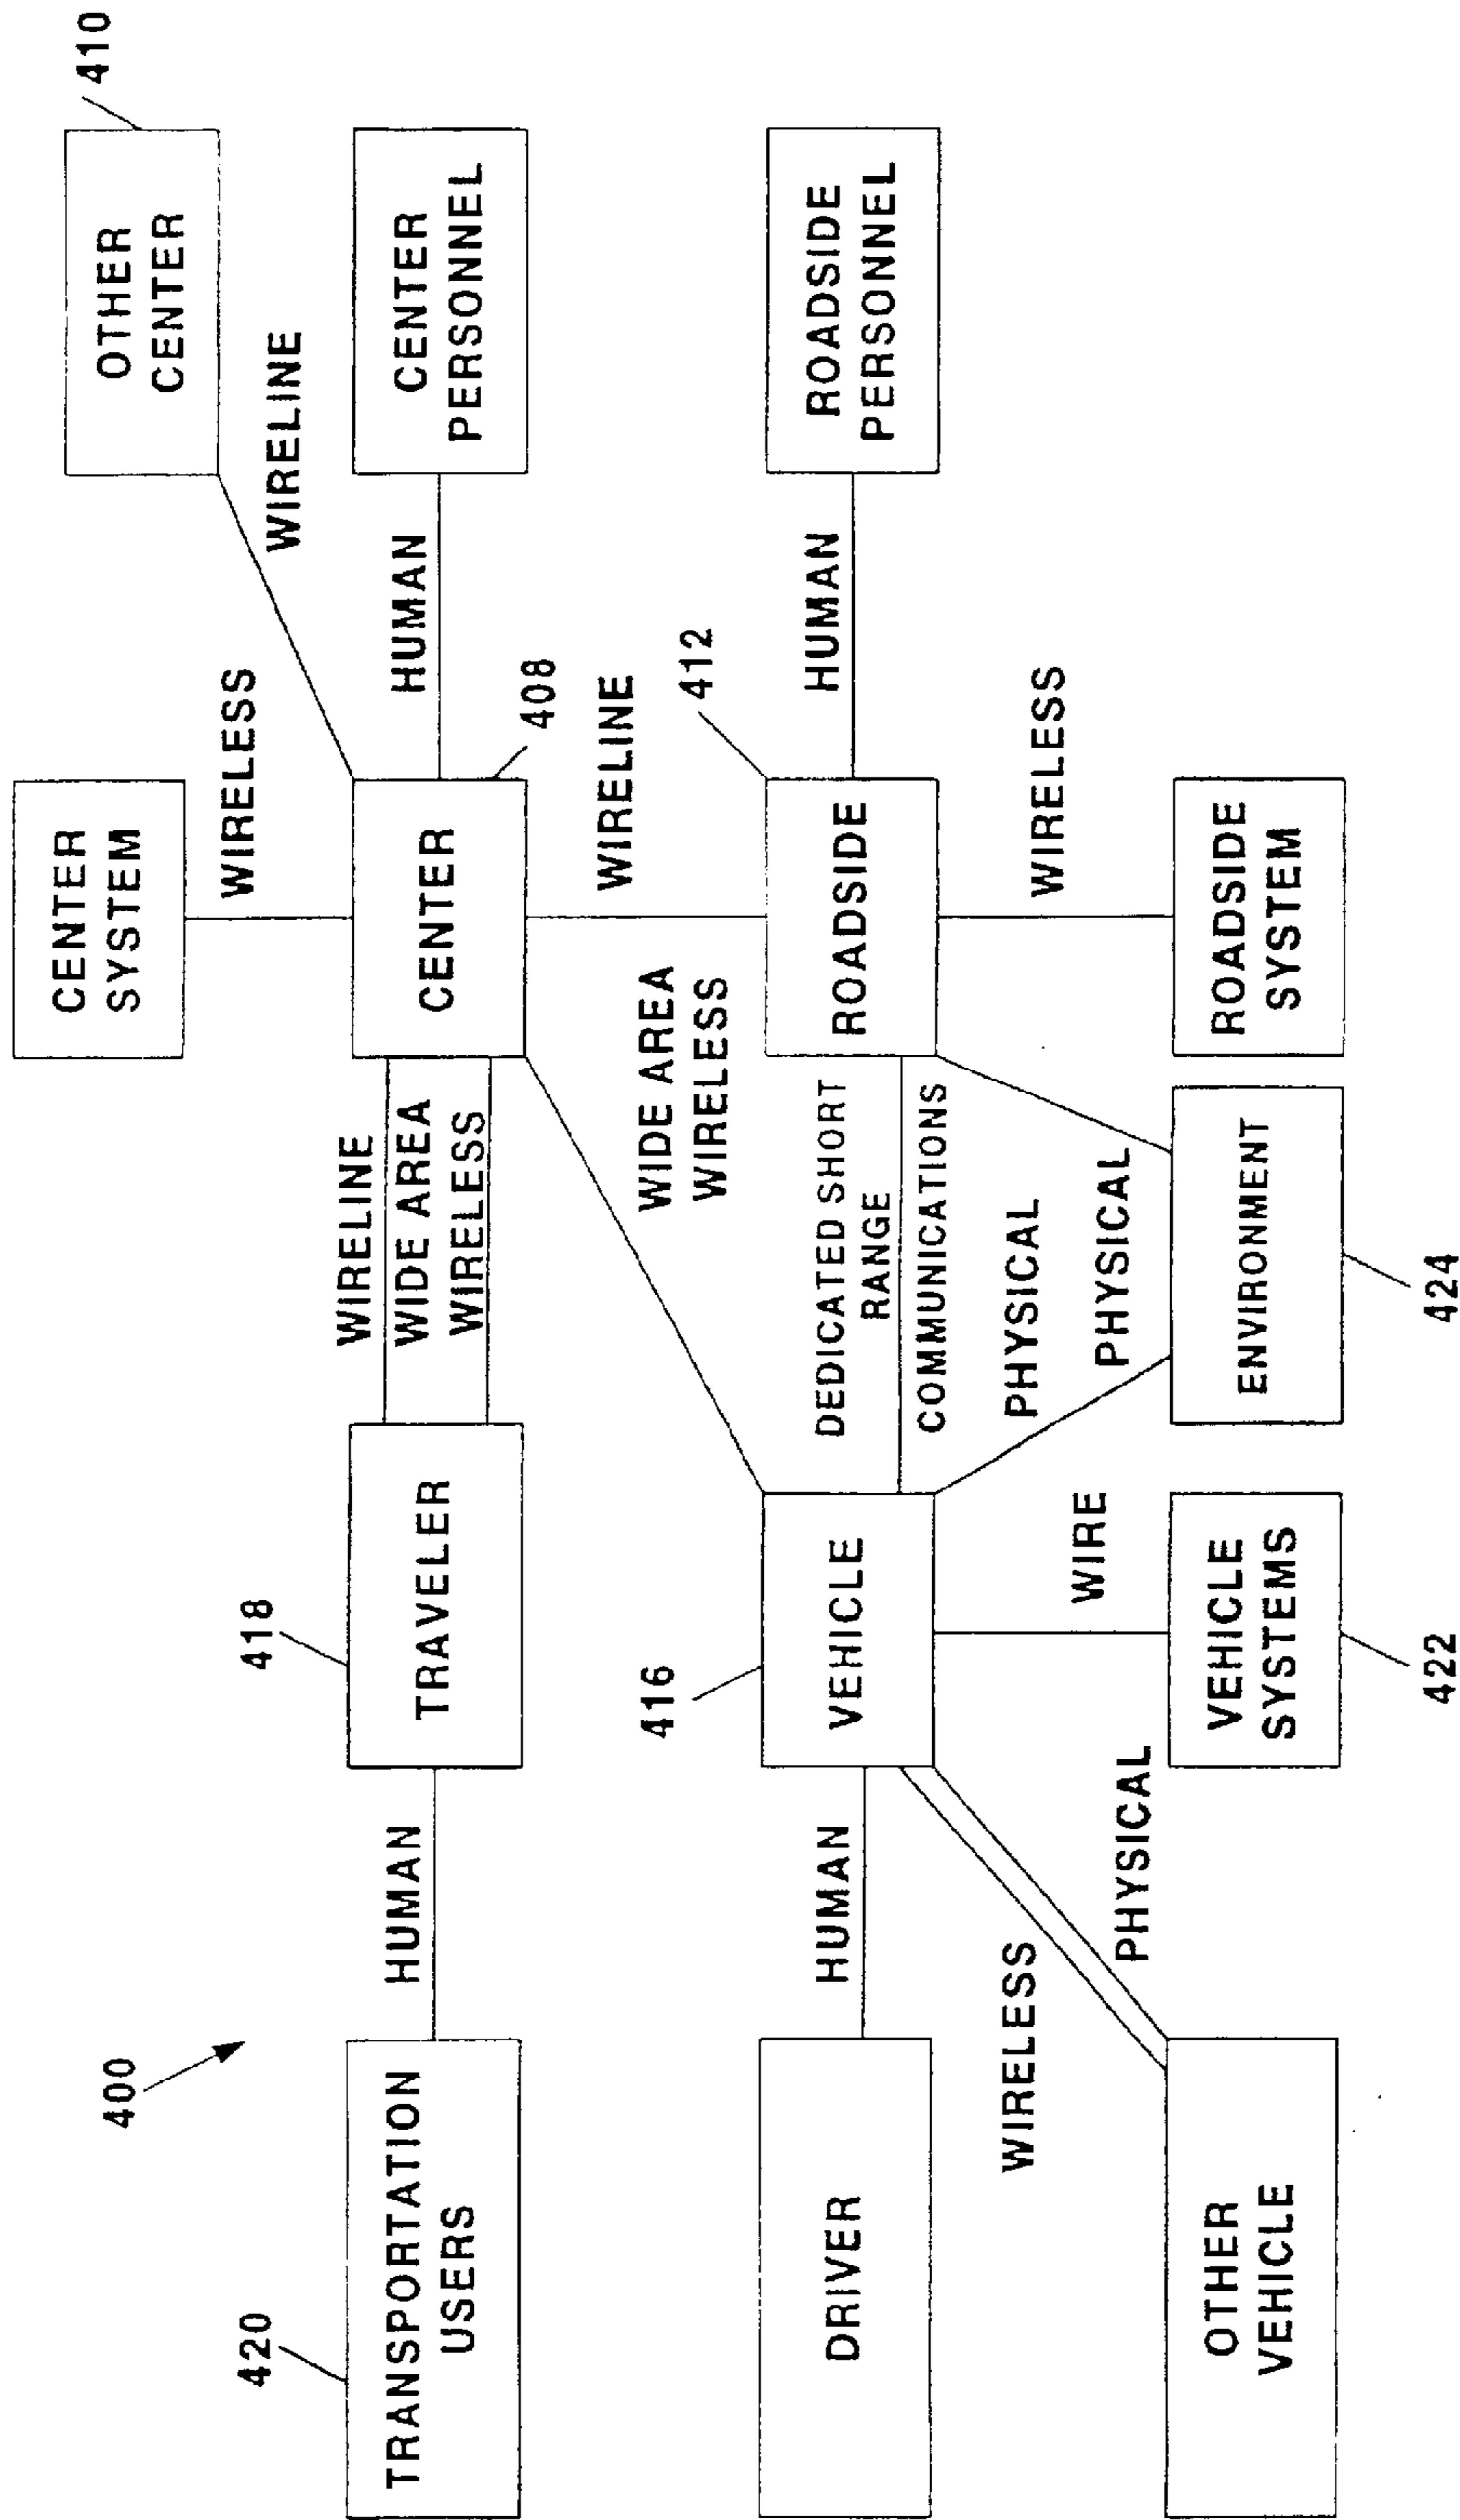 400
420
TRANSPORTATION
USERS
HUMAN
418
TRAVELER
WIRELINE
WIDE AREA
WIRELESS
CENTER
SYSTEM
WIRELESS
CENTER
408
WIRELINE
OTHER
CENTER
410
HUMAN
CENTER
PERSONNEL
WIRELINE
WIDE AREA
WIRELESS
DRIVER
HUMAN
416
VEHICLE
DEDICATED SHORT
RANGE
COMMUNICATIONS
412
ROADSIDE
HUMAN
ROADSIDE
PERSONNEL
WIRELESS
PHYSICAL
WIRE
PHYSICAL
PHYSICAL
WIRELESS
OTHER
VEHICLE
VEHICLE
SYSTEMS
422
ENVIRONMENT
424
ROADSIDE
SYSTEM